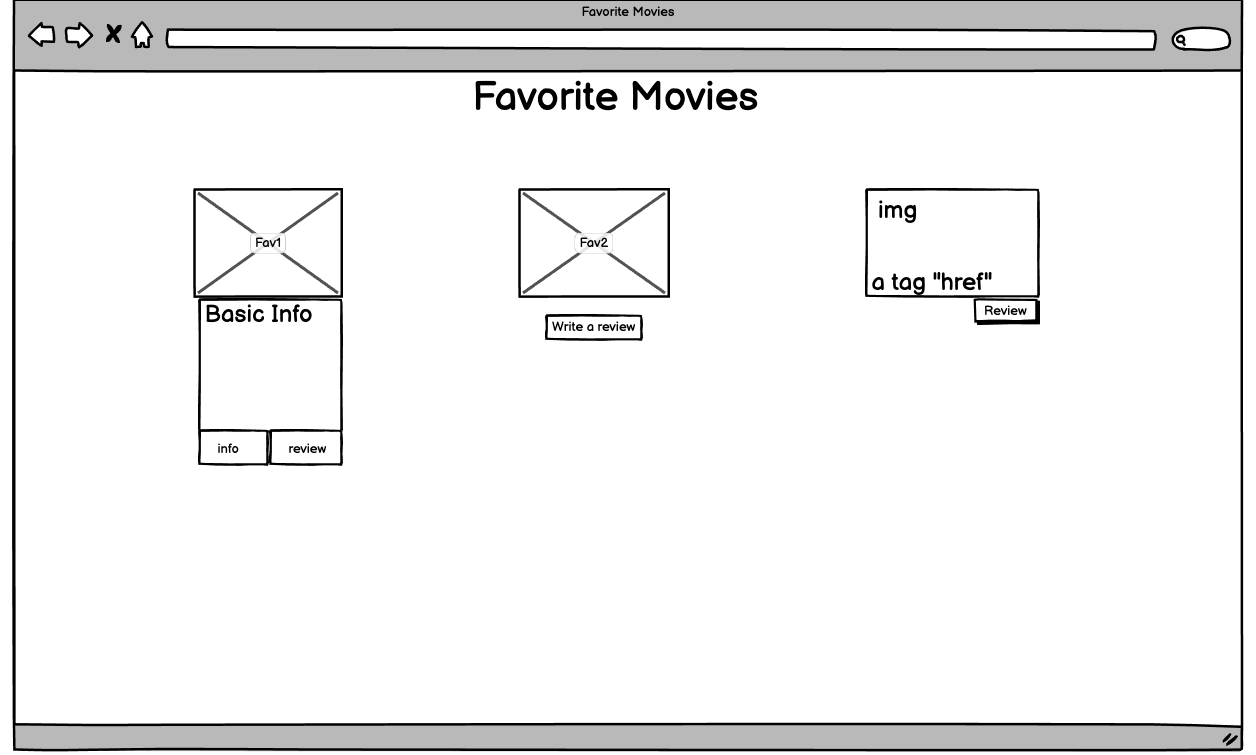 Favorite Movies
Favorite Movies
Fav1
Fav2
img
a tag "href"
Basic Info
Review
Write a review
info
review